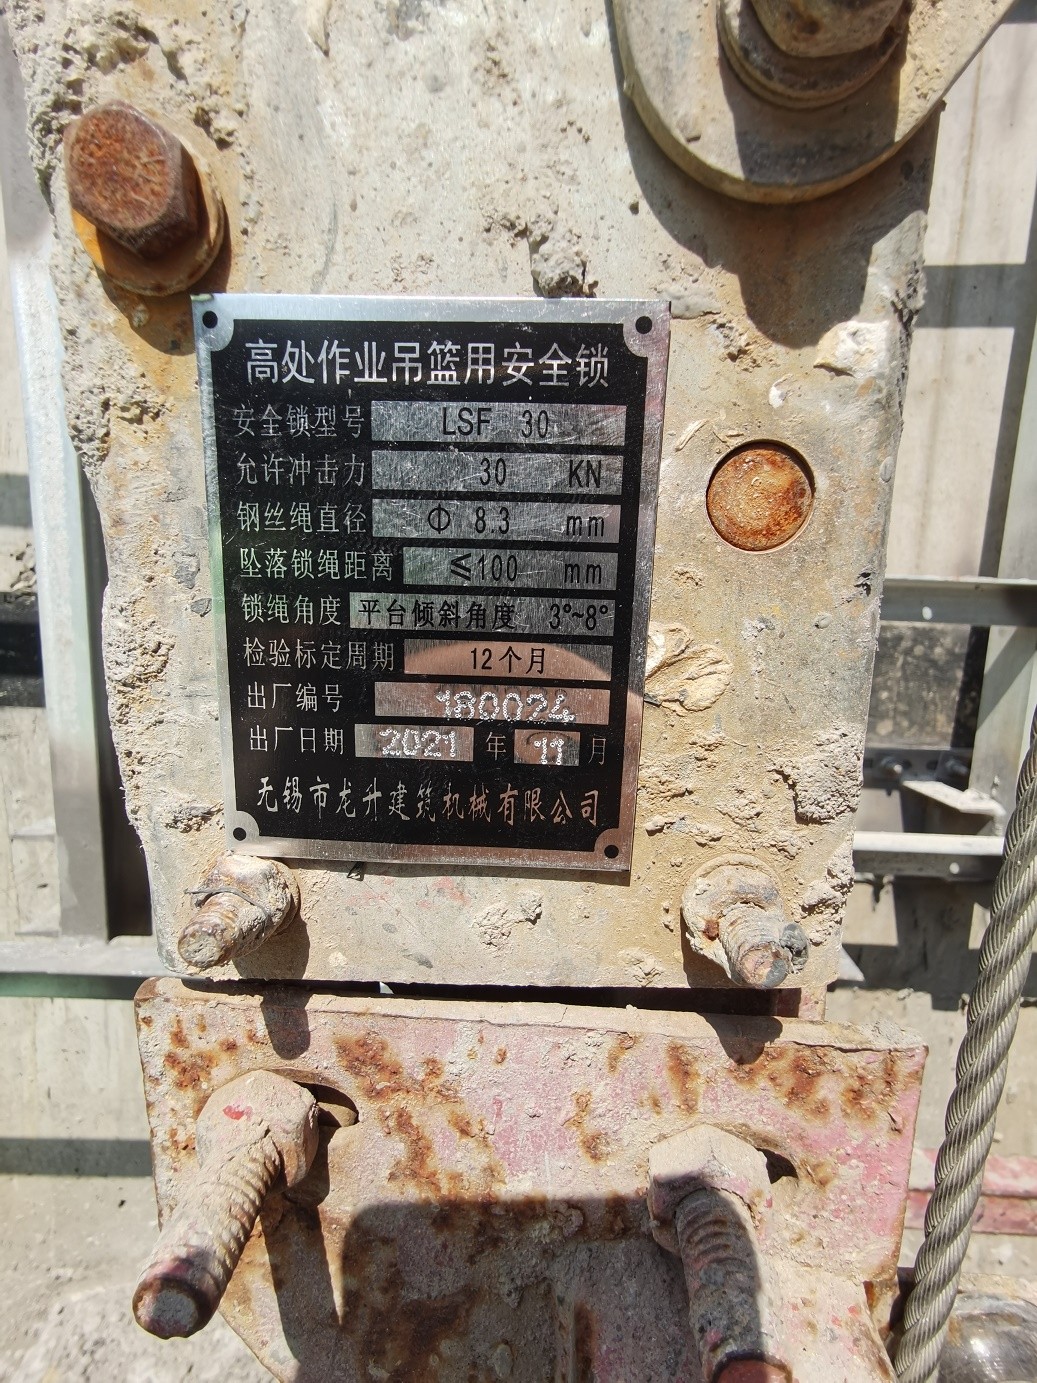 高处作业吊篮用安全锁
安全锁型号 LSF 30
允许冲击力 30 KN
钢丝绳直径 Φ 8.3 mm
坠落锁绳距离 ≤100 mm
锁绳角度 平台倾斜角度 3°~8°
检验标定周期 12个月
出厂编号 180024
出厂日期 2021 年 11 月
无锡市龙升建筑机械有限公司